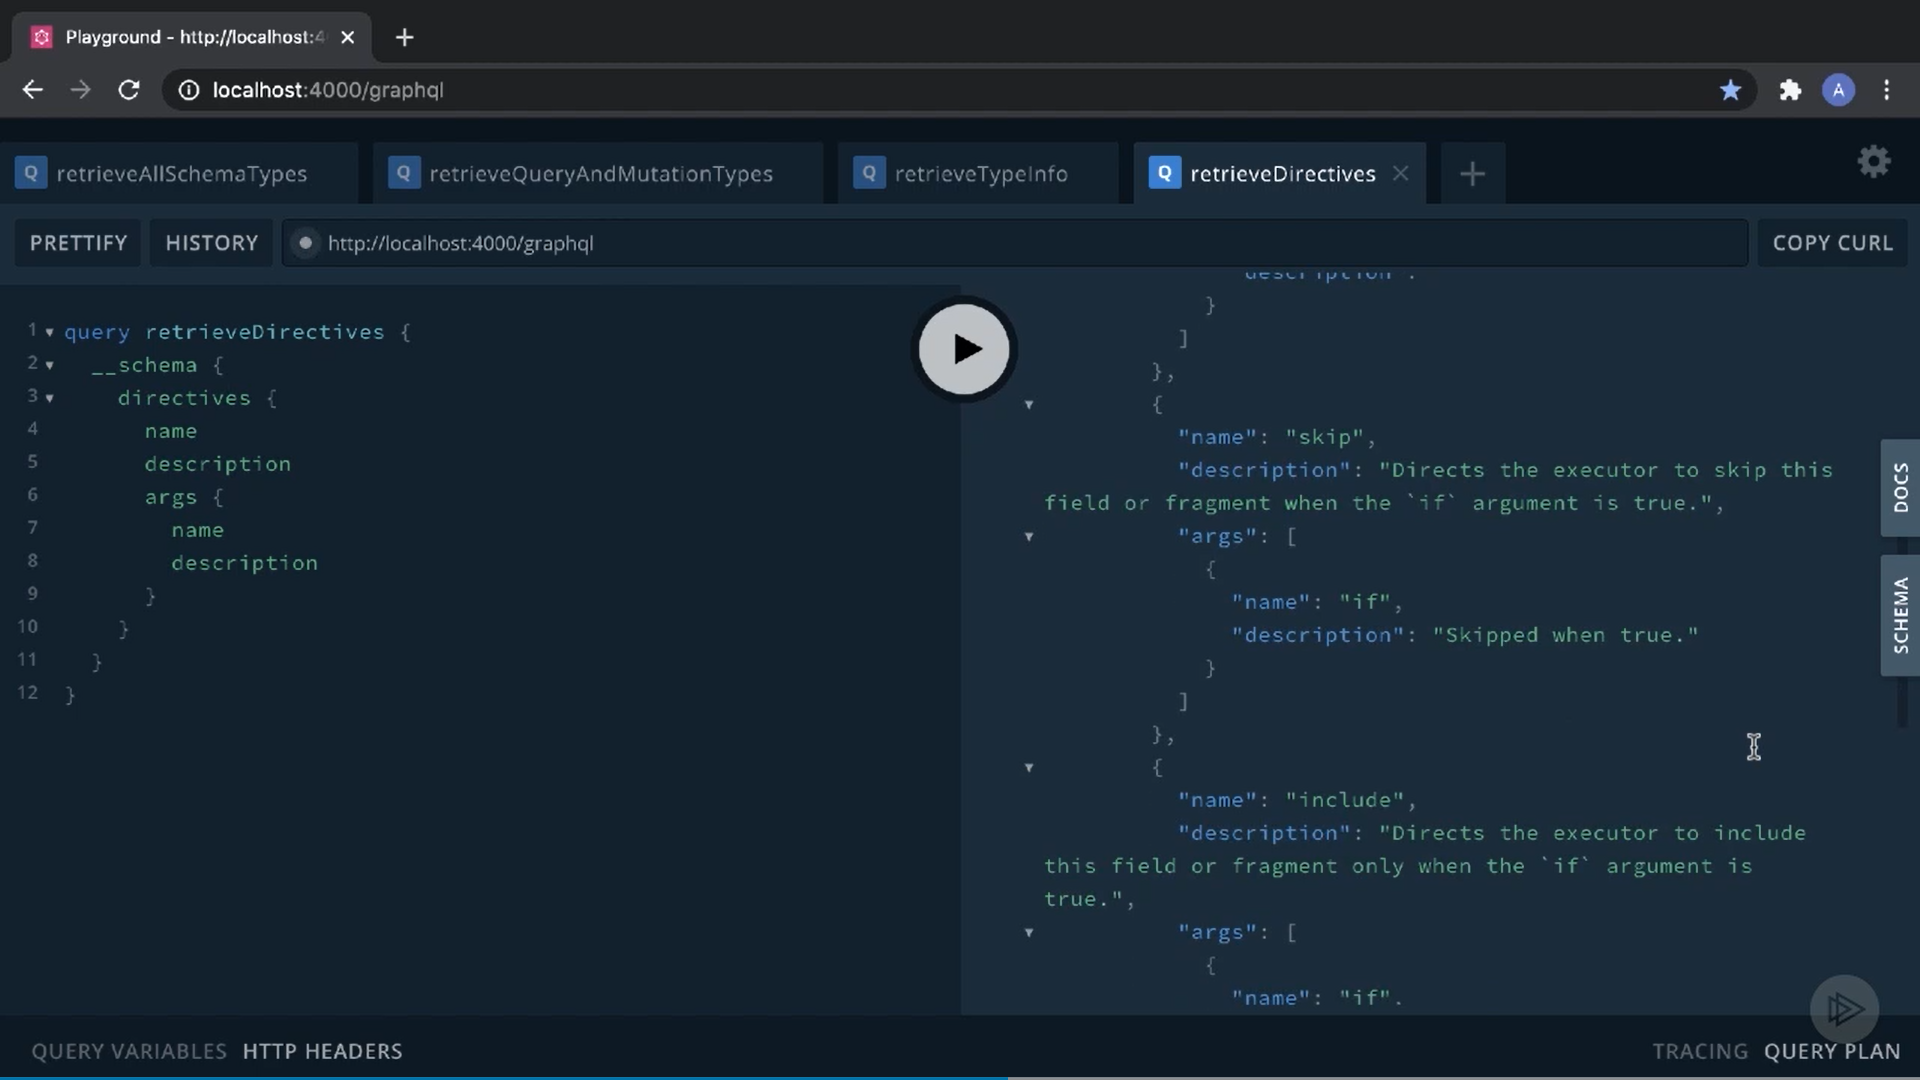 Playground - http://localhost:4
localhost:4000/graphql
A
Q retrieveAllSchemaTypes
Q retrieveQueryAndMutationTypes
Q retrieveTypeInfo
Q retrieveDirectives
PRETTIFY
HISTORY
http://localhost:4000/graphql
COPY CURL
1 query retrieveDirectives {
2 __schema {
3 directives {
4 name
5 description
6 args {
7 name
8 description
9 }
10 }
11 }
12 }
description
}
]
},
{
"name": "skip",
"description": "Directs the executor to skip this
field or fragment when the `if` argument is true.",
"args": [
{
"name": "if",
"description": "Skipped when true."
}
]
},
{
"name": "include",
"description": "Directs the executor to include
this field or fragment only when the `if` argument is
true.",
"args": [
{
"name": "if",
DOCS
SCHEMA
QUERY VARIABLES HTTP HEADERS
TRACING QUERY PLAN